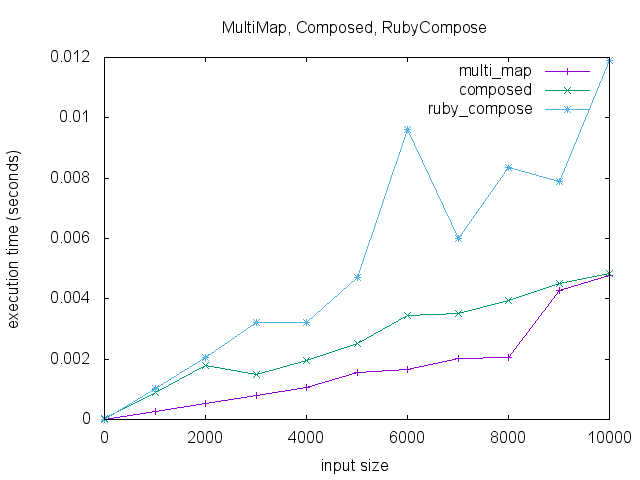 MultiMap, Composed, RubyCompose
0.012
0.01
0.008
0.006
0.004
0.002
0
execution time (seconds)
multi_map
composed
ruby_compose
0 2000 4000 6000 8000 10000
input size